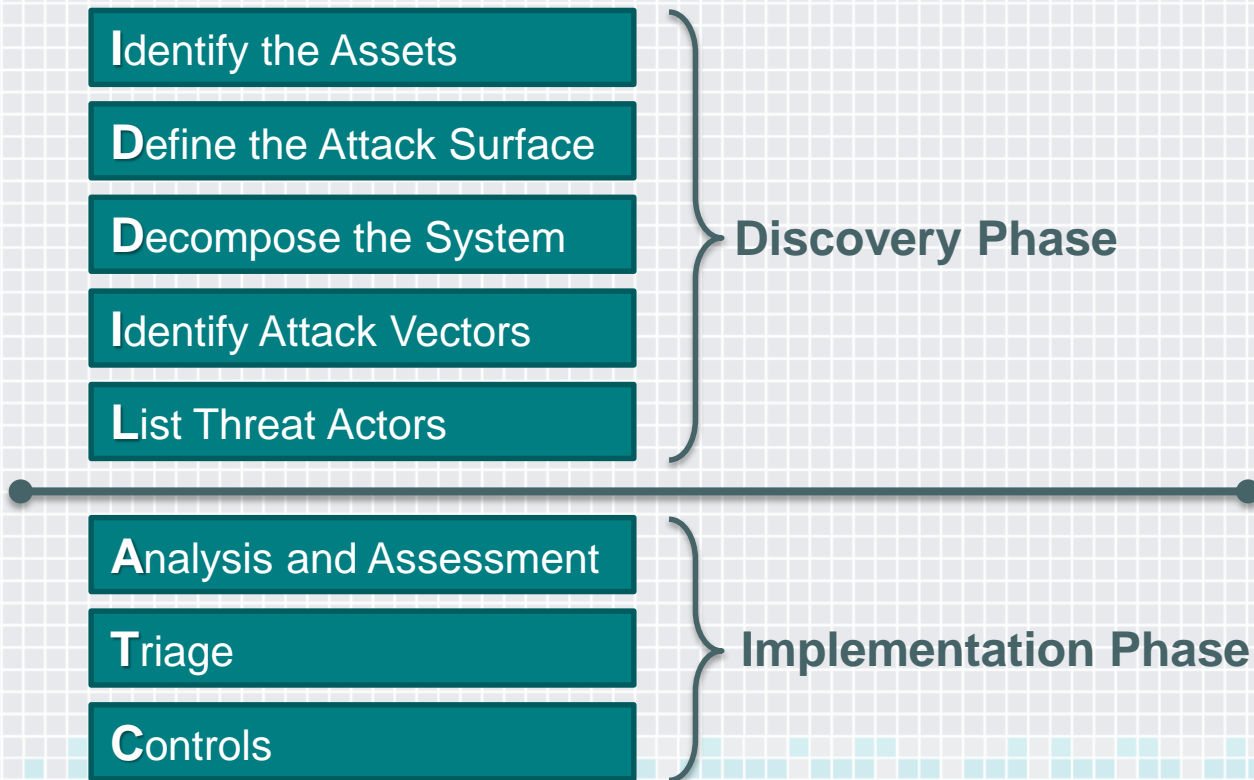 Identify the Assets
Define the Attack Surface
Decompose the System
Identify Attack Vectors
List Threat Actors
Discovery Phase
Analysis and Assessment
Triage
Controls
Implementation Phase